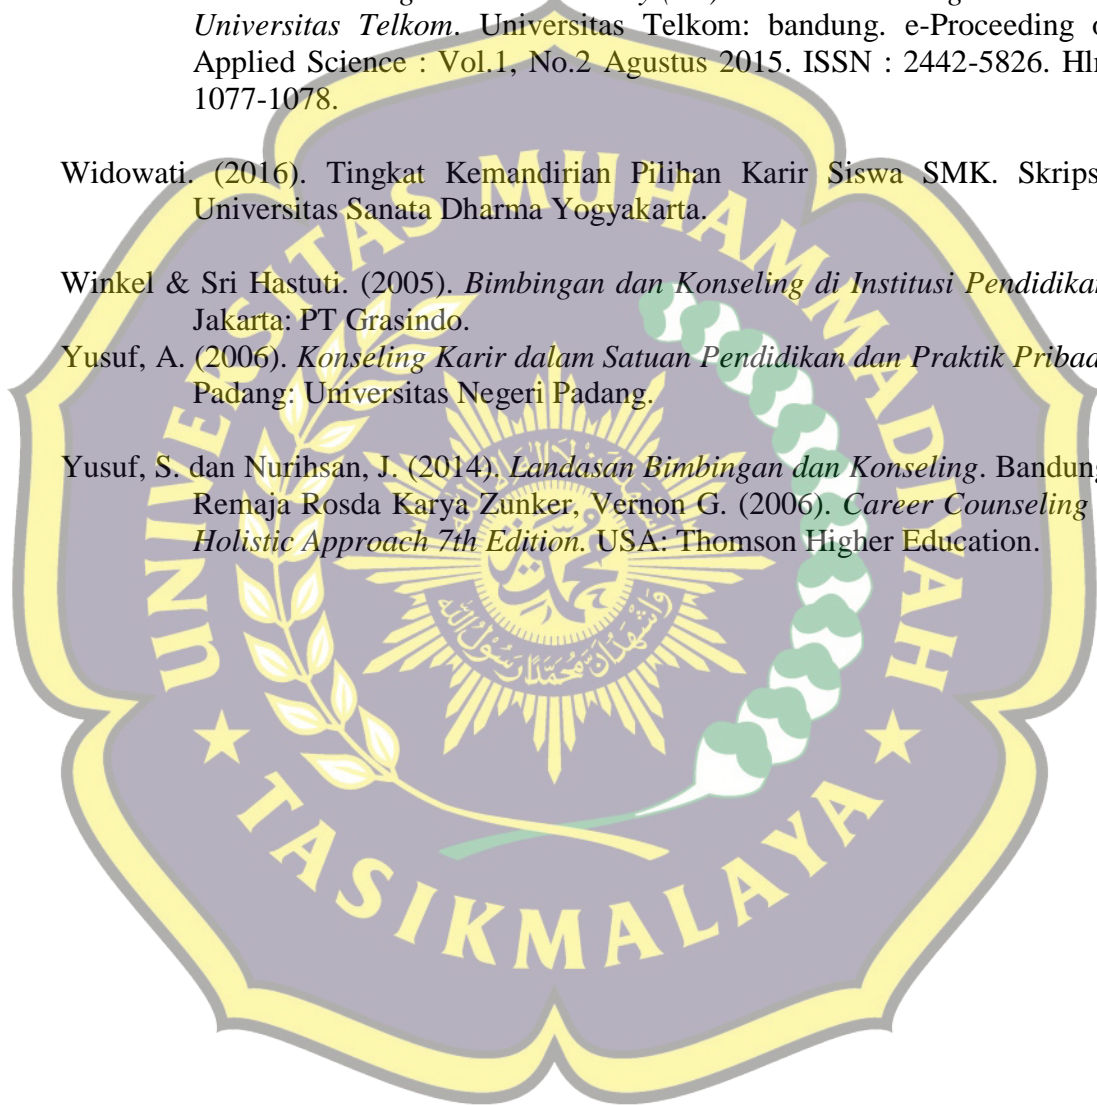 Universitas Telkom. Universitas Telkom: bandung. e-Proceeding
Applied Science : Vol.1, No.2 Agustus 2015. ISSN : 2442-5826.
1077-1078.
Widowati. (2016). Tingkat Kemandirian Pilihan Karir Siswa SMK. Skrips
Universitas Sanata Dharma Yogyakarta.
Winkel & Sri Hastuti. (2005). Bimbingan dan Konseling di Institusi Pendidikan
Jakarta: PT Grasindo.
Yusuf, A. (2006). Konseling Karir dalam Satuan Pendidikan dan Praktik
Padang: Universitas Negeri Padang.
Yusuf, S. dan Nurihsan, J. (2014). Landasan Bimbingan dan Konseling. Bandung
Remaja Rosda Karya Zunker, Vernon G. (2006). Career Counseling
Holistic Approach 7th Edition. USA: Thomson Higher Education.
UNIVERSITAS MUHAMMADIYAH
TASIKMALAYA